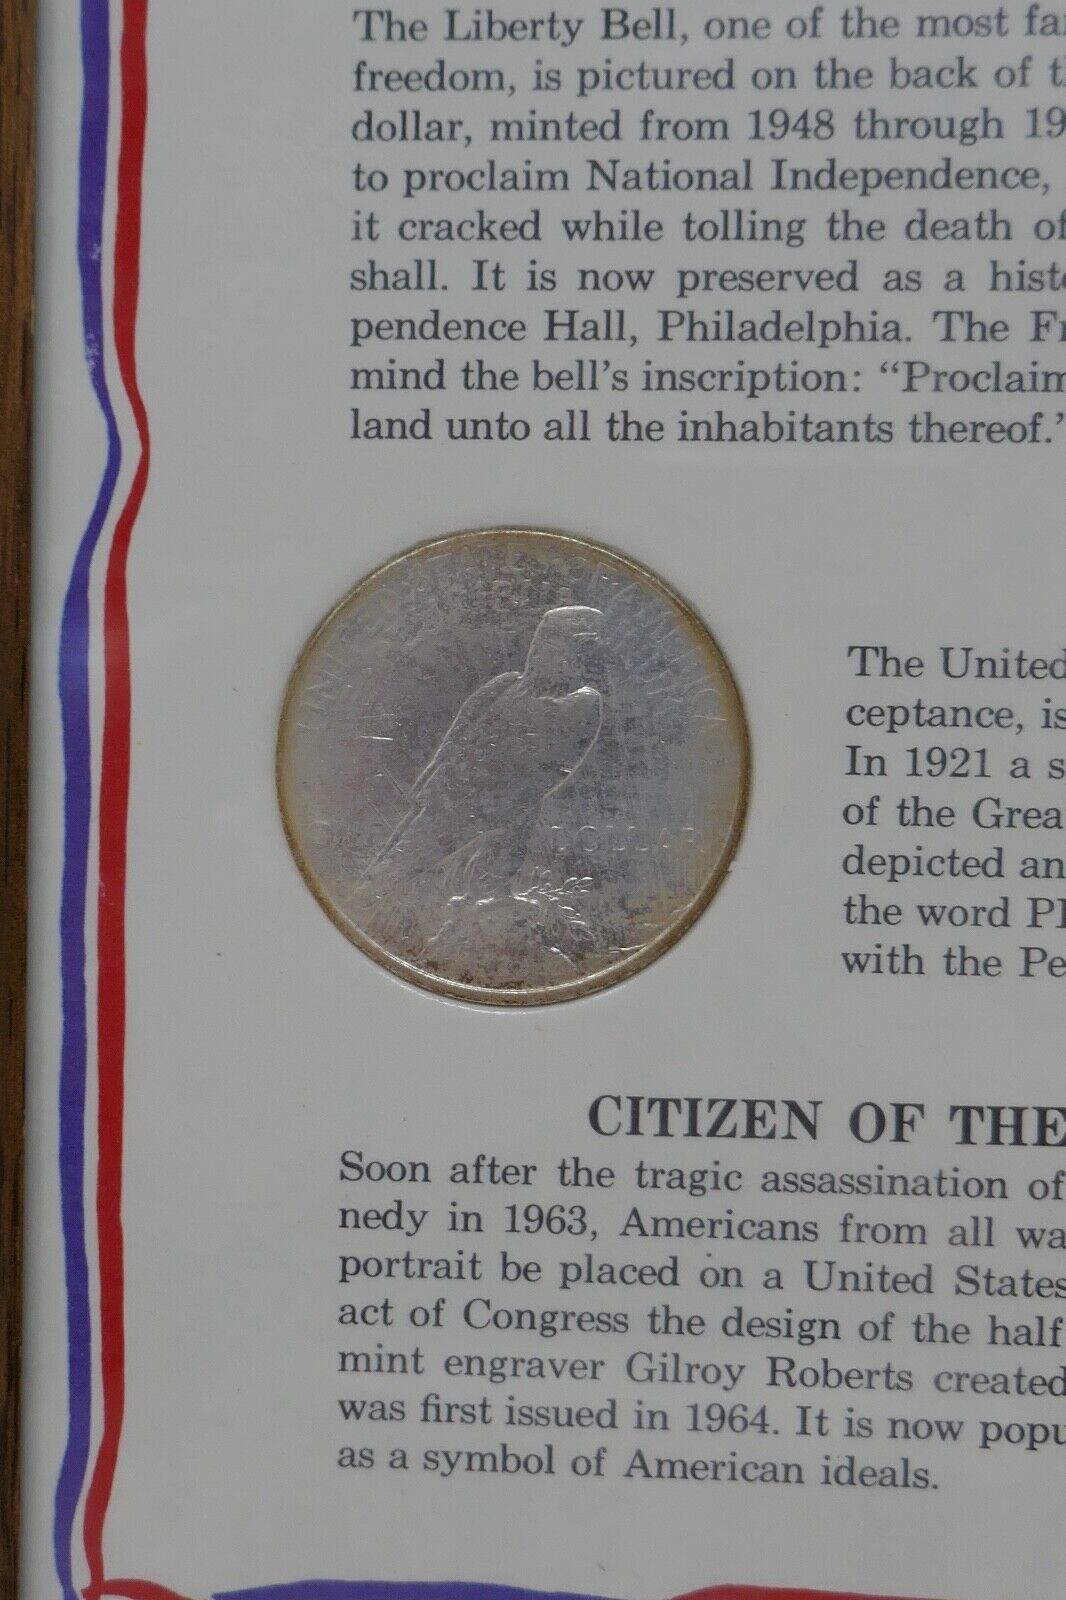 The Liberty Bell, one of the most fa
freedom, is pictured on the back of t
dollar, minted from 1948 through 19
to proclaim National Independence,
it cracked while tolling the death of
shall. It is now preserved as a hist
pendence Hall, Philadelphia. The Fr
mind the bell's inscription: “Proclaim
land unto all the inhabitants thereof.’
DOLLAR
The United
ceptance, is
In 1921 a s
of the Grea
depicted an
the word P
with the Pe
CITIZEN OF THE
Soon after the tragic assassination of
nedy in 1963, Americans from all wa
portrait be placed on a United States
act of Congress the design of the half
mint engraver Gilroy Roberts created
was first issued in 1964. It is now popu
as a symbol of American ideals.